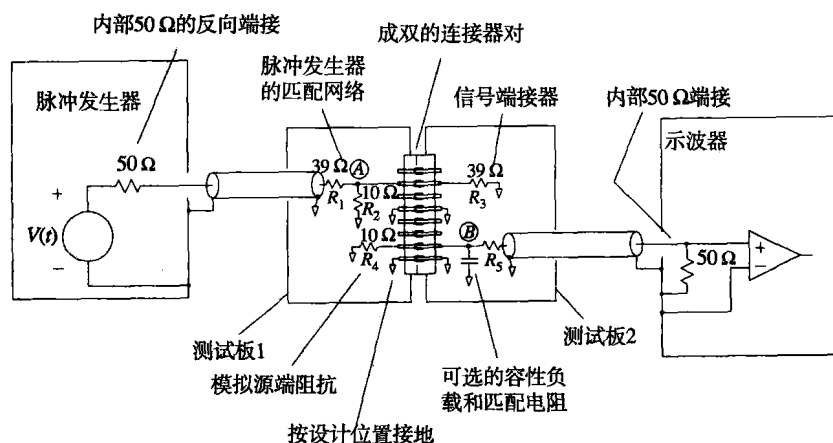 内部50 Ω的反向端接
成双的连接器对
脉冲发生器
的匹配网络
信号端接器
内部50 Ω端接
脉冲发生器
示波器
50 Ω
39 Ω
A
39 Ω
R1
10 Ω
R2
R3
+
V(t)
−
10 Ω
R4
B
R5
50 Ω
+
−
测试板1
测试板2
模拟源端阻抗
可选的容性负
载和匹配电阻
按设计位置接地